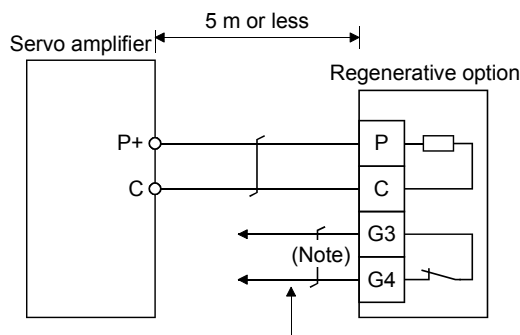 5 m or less
Servo amplifier
Regenerative option
P+
P
C
C
G3
(Note)
G4